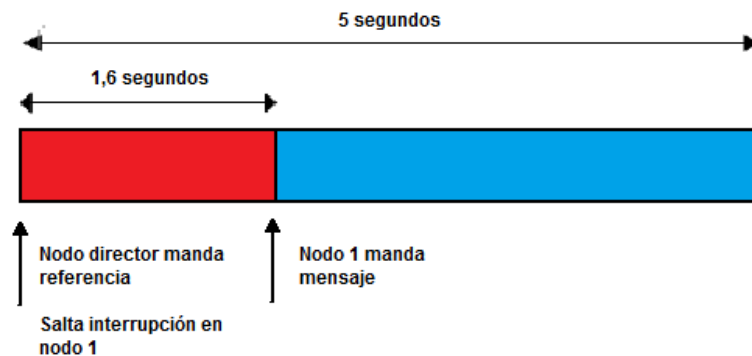 5 segundos
1,6 segundos
Nodo director manda
referencia
Salta interrupción en
nodo 1
Nodo 1 manda
mensaje